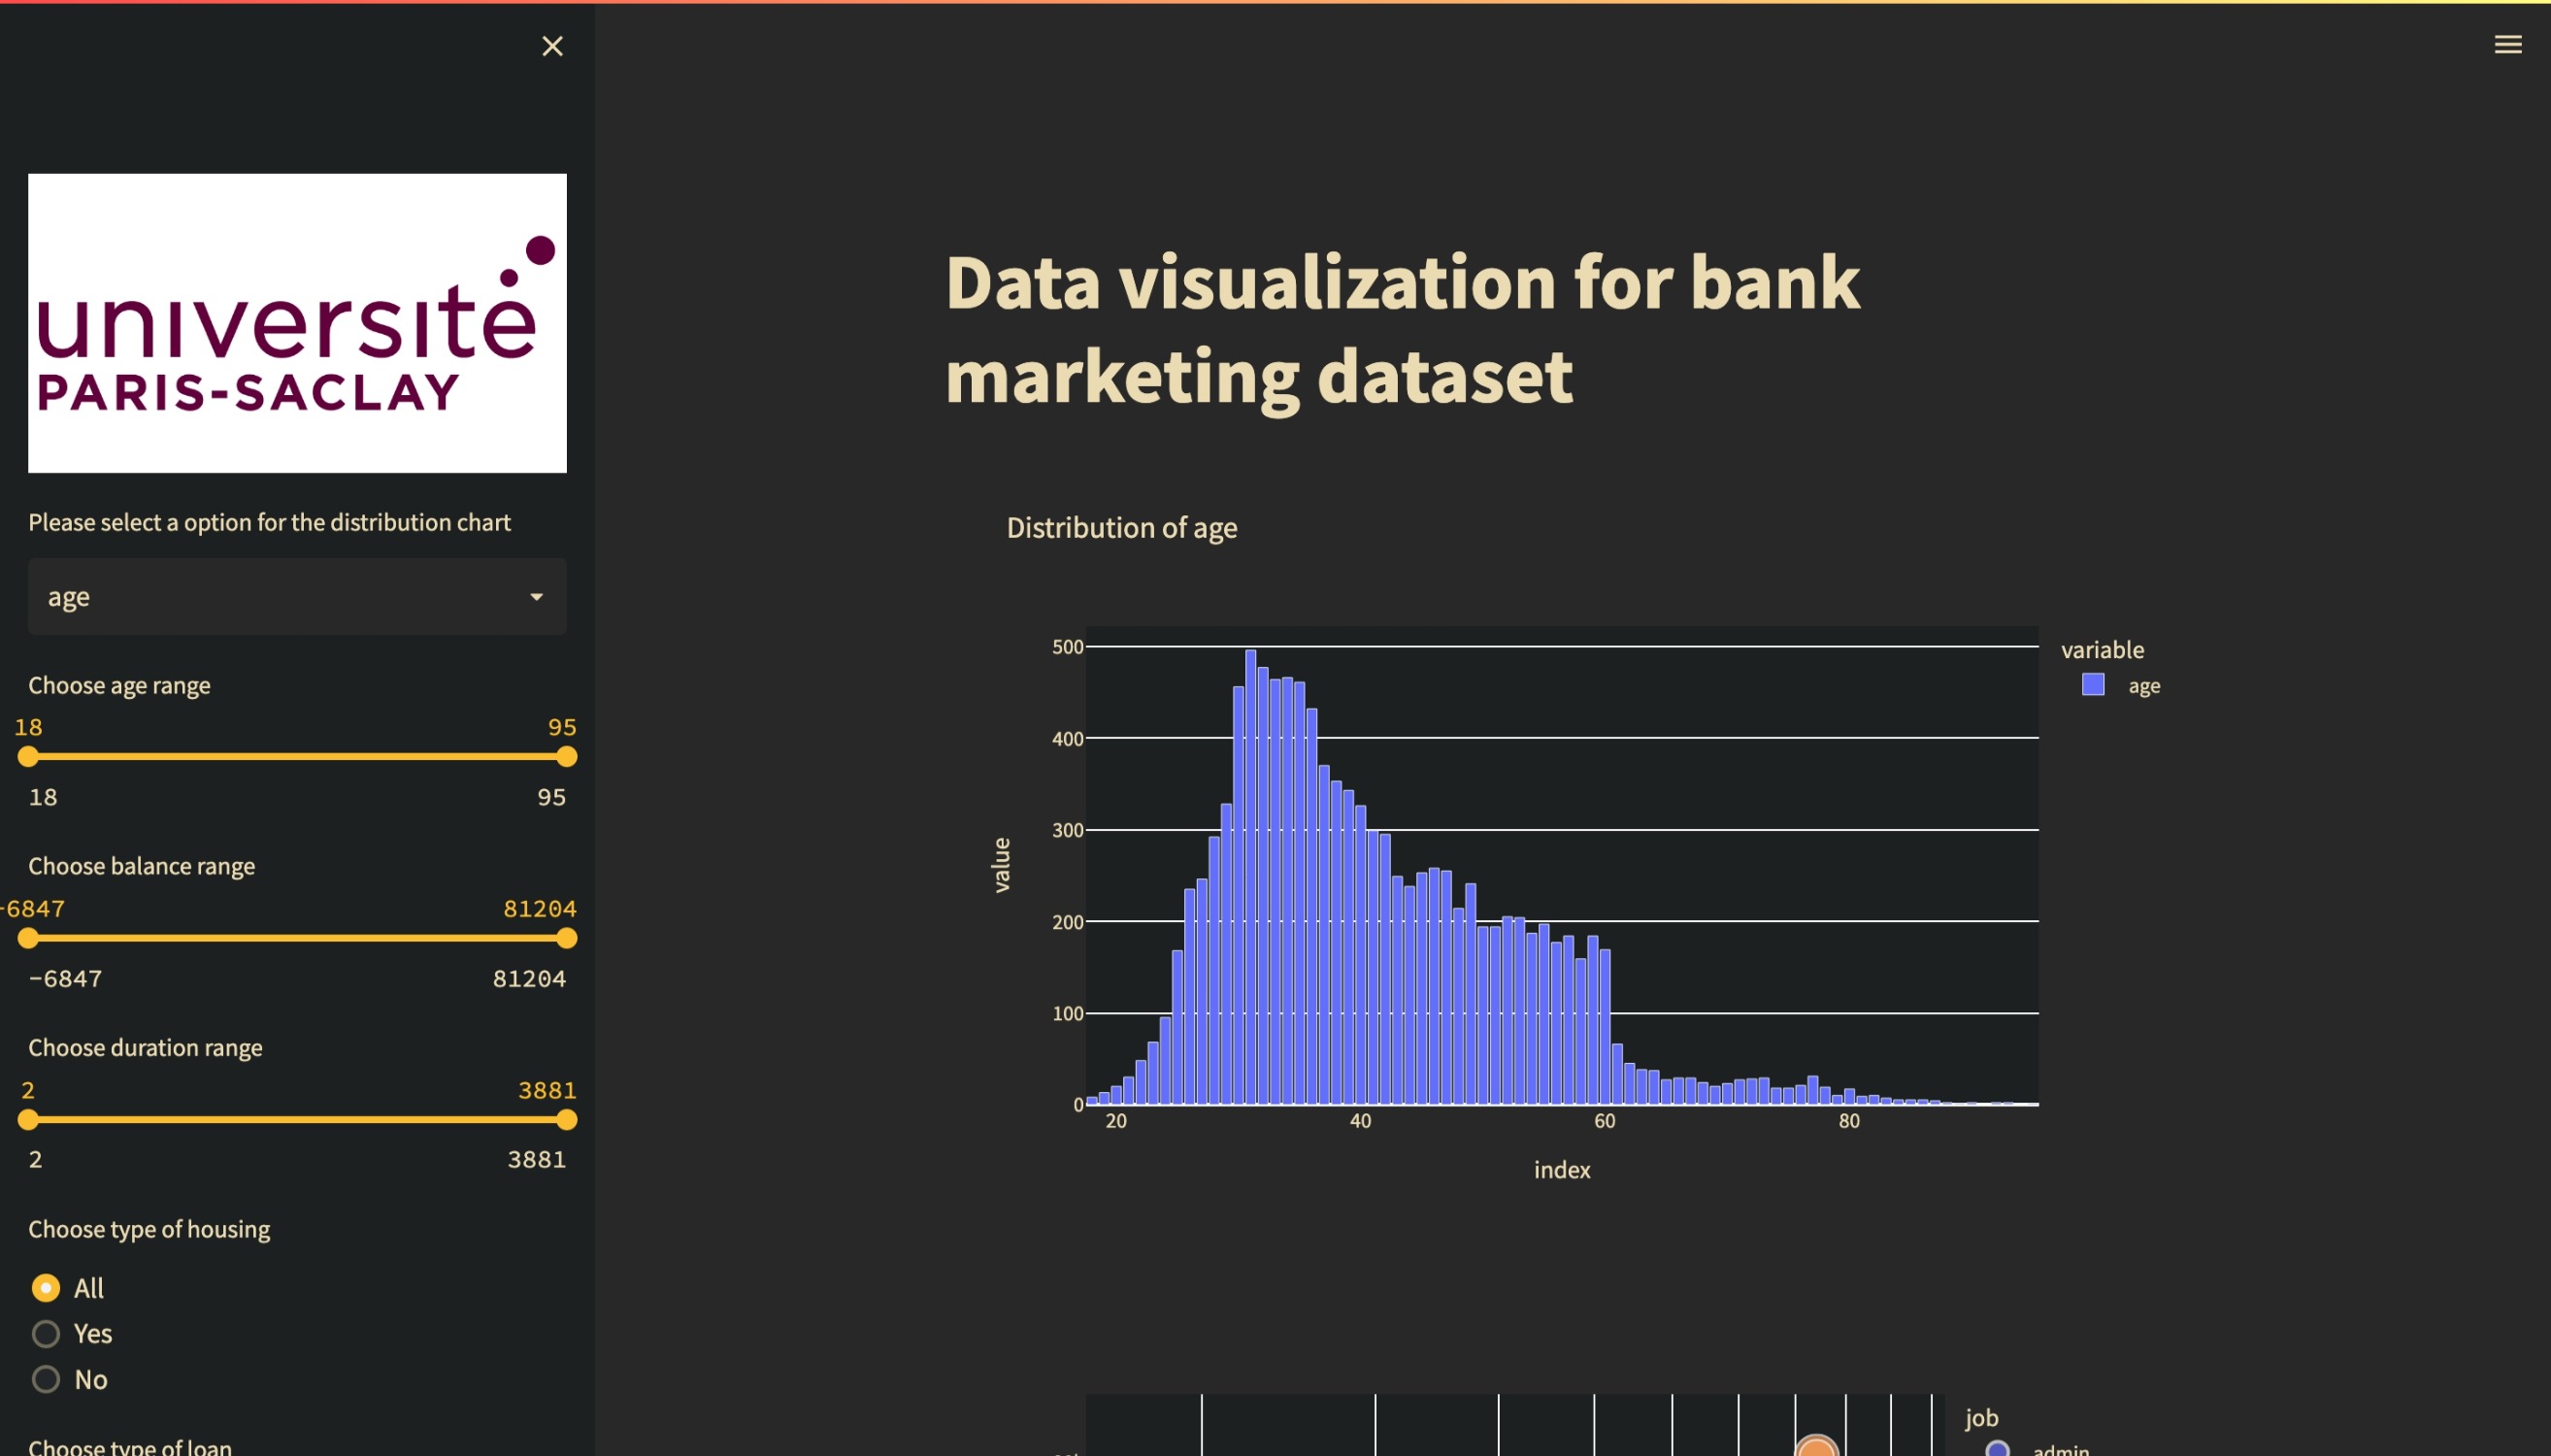 université
PARIS-SACLAY
Please select a option for the distribution chart
age
Choose age range
18 95
18 95
Choose balance range
-6847 81204
-6847 81204
Choose duration range
2 3881
2 3881
Choose type of housing
All
Yes
No
Choose type of loan
Data visualization for bank
marketing dataset
Distribution of age
500
400
300
200
100
0
value
20 40 60 80
index
variable
age
job
admin